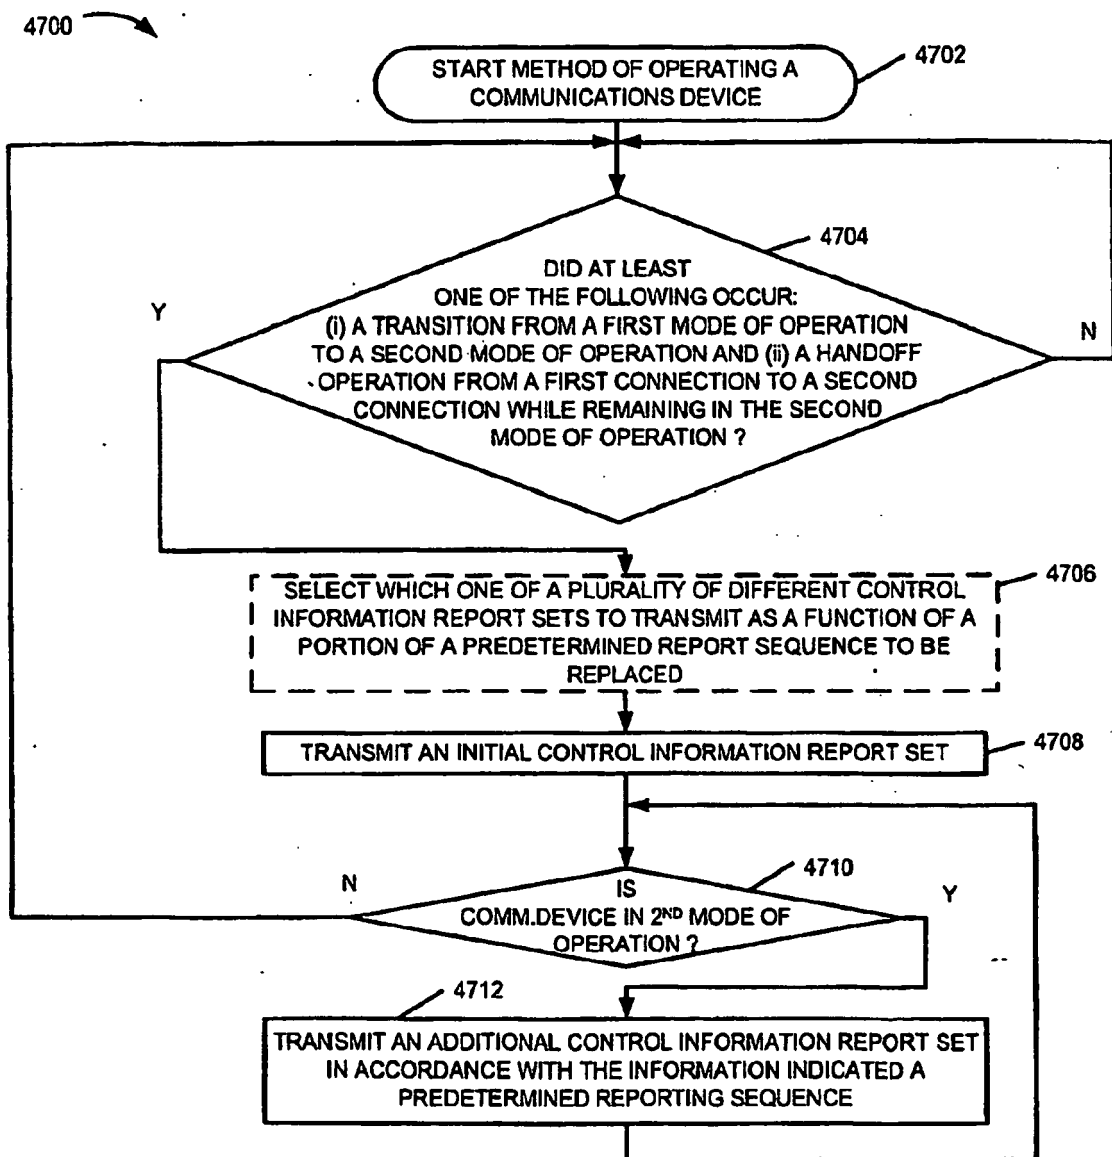 4700
START METHOD OF OPERATING A
COMMUNICATIONS DEVICE
4702
4704
DID AT LEAST
ONE OF THE FOLLOWING OCCUR:
(i) A TRANSITION FROM A FIRST MODE OF OPERATION
TO A SECOND MODE OF OPERATION AND (ii) A HANDOFF
OPERATION FROM A FIRST CONNECTION TO A SECOND
CONNECTION WHILE REMAINING IN THE SECOND
MODE OF OPERATION ?
Y
N
4706
SELECT WHICH ONE OF A PLURALITY OF DIFFERENT CONTROL
INFORMATION REPORT SETS TO TRANSMIT AS A FUNCTION OF A
PORTION OF A PREDETERMINED REPORT SEQUENCE TO BE
REPLACED
TRANSMIT AN INITIAL CONTROL INFORMATION REPORT SET
4708
4710
N
IS
COMM.DEVICE IN 2ND MODE OF
OPERATION ?
Y
4712
TRANSMIT AN ADDITIONAL CONTROL INFORMATION REPORT SET
IN ACCORDANCE WITH THE INFORMATION INDICATED A
PREDETERMINED REPORTING SEQUENCE